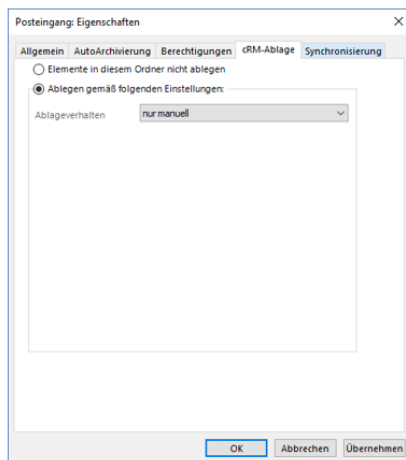 Posteingang: Eigenschaften
Allgemein AutoArchivierung Berechtigungen cRM-Ablage Synchronisierung
Elemente in diesem Ordner nicht ablegen
Ablegen gemäß folgenden Einstellungen:
Ablageverhalten nur manuell
OK Abbrechen Übernehmen